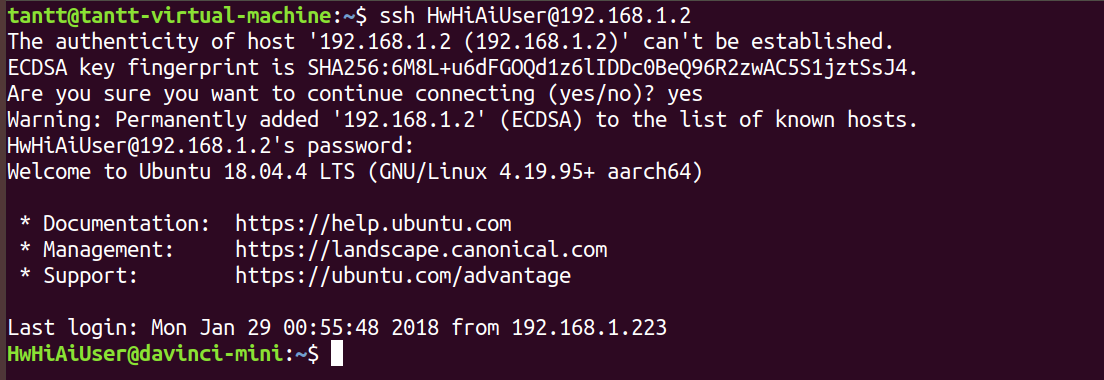 tantt@tantt-virtual-machine:~$ ssh HwHiAiUser@192.168.1.2
The authenticity of host '192.168.1.2 (192.168.1.2)' can't be established.
ECDSA key fingerprint is SHA256:6M8L+u6dFGOQd1z6lIDDc0BeQ96R2zwAC5S1jztSsJ4.
Are you sure you want to continue connecting (yes/no)? yes
Warning: Permanently added '192.168.1.2' (ECDSA) to the list of known hosts.
HwHiAiUser@192.168.1.2's password:
Welcome to Ubuntu 18.04.4 LTS (GNU/Linux 4.19.95+ aarch64)
* Documentation:  https://help.ubuntu.com
* Management:     https://landscape.canonical.com
* Support:        https://ubuntu.com/advantage
Last login: Mon Jan 29 00:55:48 2018 from 192.168.1.223
HwHiAiUser@davinci-mini:~$